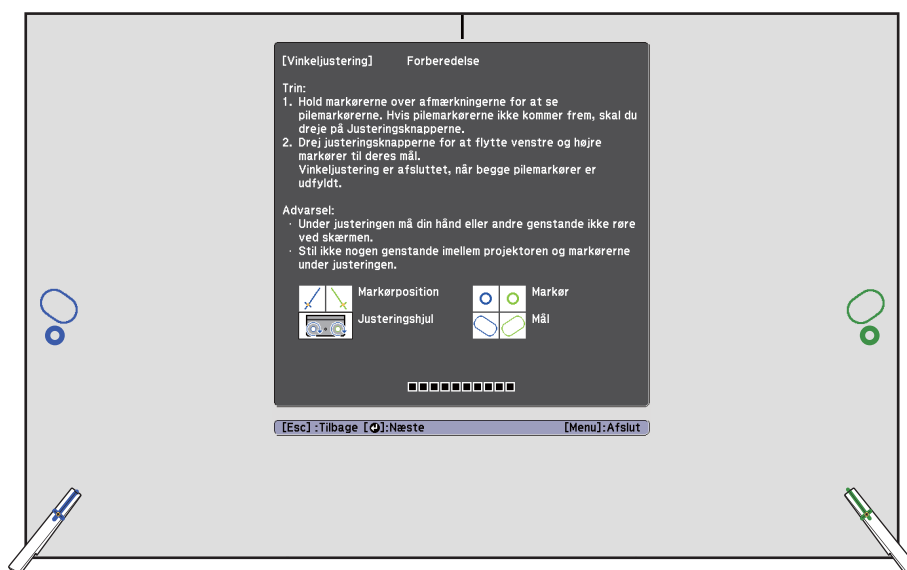 [Vinkeljustering] Forberedelse
Trin:
1. Hold markørerne over afmærkningerne for at se
pilemarkørerne. Hvis pilemarkørerne ikke kommer frem, skal du
dreje på Justeringsknapperne.
2. Drej justeringsknapperne for at flytte venstre og højre
markører til deres mål.
Vinkeljustering er afsluttet, når begge pilemarkører er
udfyldt.
Advarsel:
· Under justeringen må din hånd eller andre genstande ikke røre
ved skærmen.
· Stil ikke nogen genstande imellem projektoren og markørerne
under justeringen.
Markørposition Markør
Justeringshjul Mål
[Esc] :Tilbage [⏎]:Næste [Menu]:Afslut